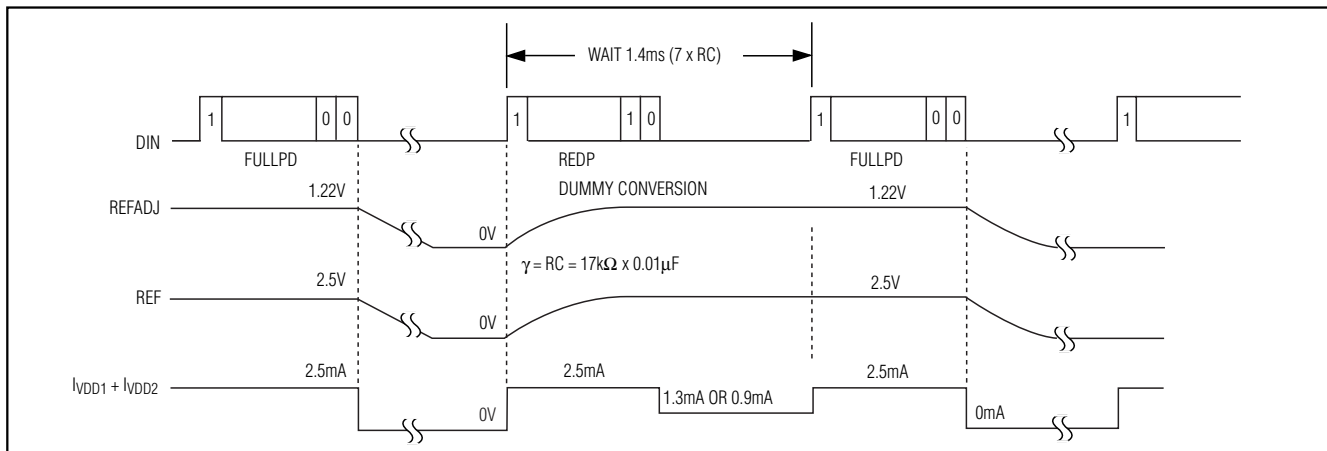 WAIT 1.4ms (7 x RC)
DIN
1
0 0
1
1 0
1
0 0
1
FULLPD
REDP
FULLPD
DUMMY CONVERSION
REFADJ
1.22V
0V
1.22V
γ = RC = 17kΩ x 0.01μF
REF
2.5V
0V
2.5V
IVDD1 + IVDD2
2.5mA
0V
2.5mA
1.3mA OR 0.9mA
2.5mA
0mA